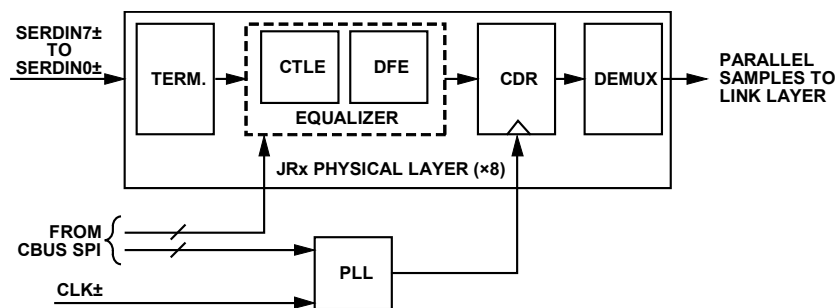 SERDIN7±
TO
SERDIN0±
TERM.
CTLE
DFE
EQUALIZER
CDR
DEMUX
PARALLEL
SAMPLES TO
LINK LAYER
JRx PHYSICAL LAYER (×8)
FROM
CBUS SPI
PLL
CLK±